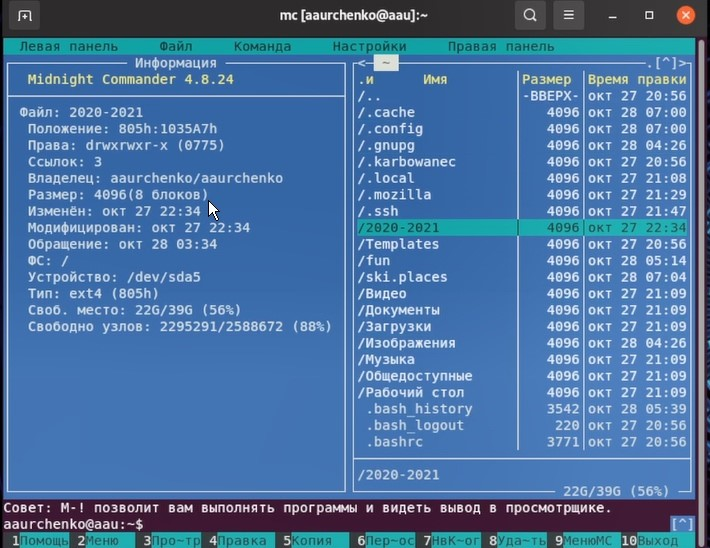 mc [aaurchenko@aau]:~
Левая панель Файл Команда Настройки Правая панель
Информация
Midnight Commander 4.8.24
Файл: 2020-2021
Положение: 805h:1035A7h
Права: drwxrwxr-x (0775)
Ссылок: 3
Владелец: aaurchenko/aaurchenko
Размер: 4096(8 блоков)
Изменён: окт 27 22:34
Модифицирован: окт 27 22:34
Обращение: окт 28 03:34
ФС: /
Устройство: /dev/sda5
Тип: ext4 (805h)
Своб. место: 22G/39G (56%)
Свободно узлов: 2295291/2588672 (88%)
<─ ~ .[^]>
.и Имя Размер Время правки
/.. -ВВЕРХ- окт 27 20:56
/.cache 4096 окт 28 07:00
/.config 4096 окт 28 07:00
/.gnupg 4096 окт 28 04:26
/.karbowanec 4096 окт 27 20:56
/.local 4096 окт 27 21:08
/.mozilla 4096 окт 27 21:29
/.ssh 4096 окт 27 21:47
/2020-2021 4096 окт 27 22:34
/Templates 4096 окт 27 20:56
/fun 4096 окт 28 05:14
/ski.places 4096 окт 28 07:04
/Видео 4096 окт 27 21:09
/Документы 4096 окт 27 21:09
/Загрузки 4096 окт 27 21:09
/Изображения 4096 окт 28 04:26
/Музыка 4096 окт 27 21:09
/Общедоступные 4096 окт 27 21:09
/Рабочий стол 4096 окт 27 21:09
.bash_history 3542 окт 28 05:39
.bash_logout 220 окт 27 20:56
.bashrc 3771 окт 27 20:56
/2020-2021
22G/39G (56%)
Совет: M-! позволит вам выполнять программы и видеть вывод в просмотрщике.
aaurchenko@aau:~$ [^]
1Помощь 2Меню 3Про~тр 4Правка 5Копия 6Пер~ос 7НвК~ог 8Уда~ть 9МенюMC 10Выход